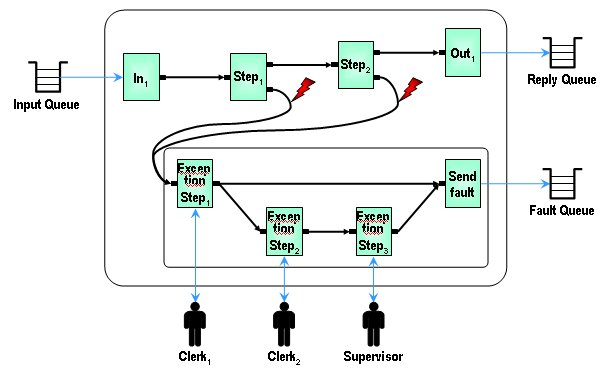 Input Queue
In1
Step1
Step2
Out1
Reply Queue
Excep
tion
Step1
Send
fault
Fault Queue
Excep
tion
Step2
Excep
tion
Step3
Clerk1
Clerk2
Supervisor